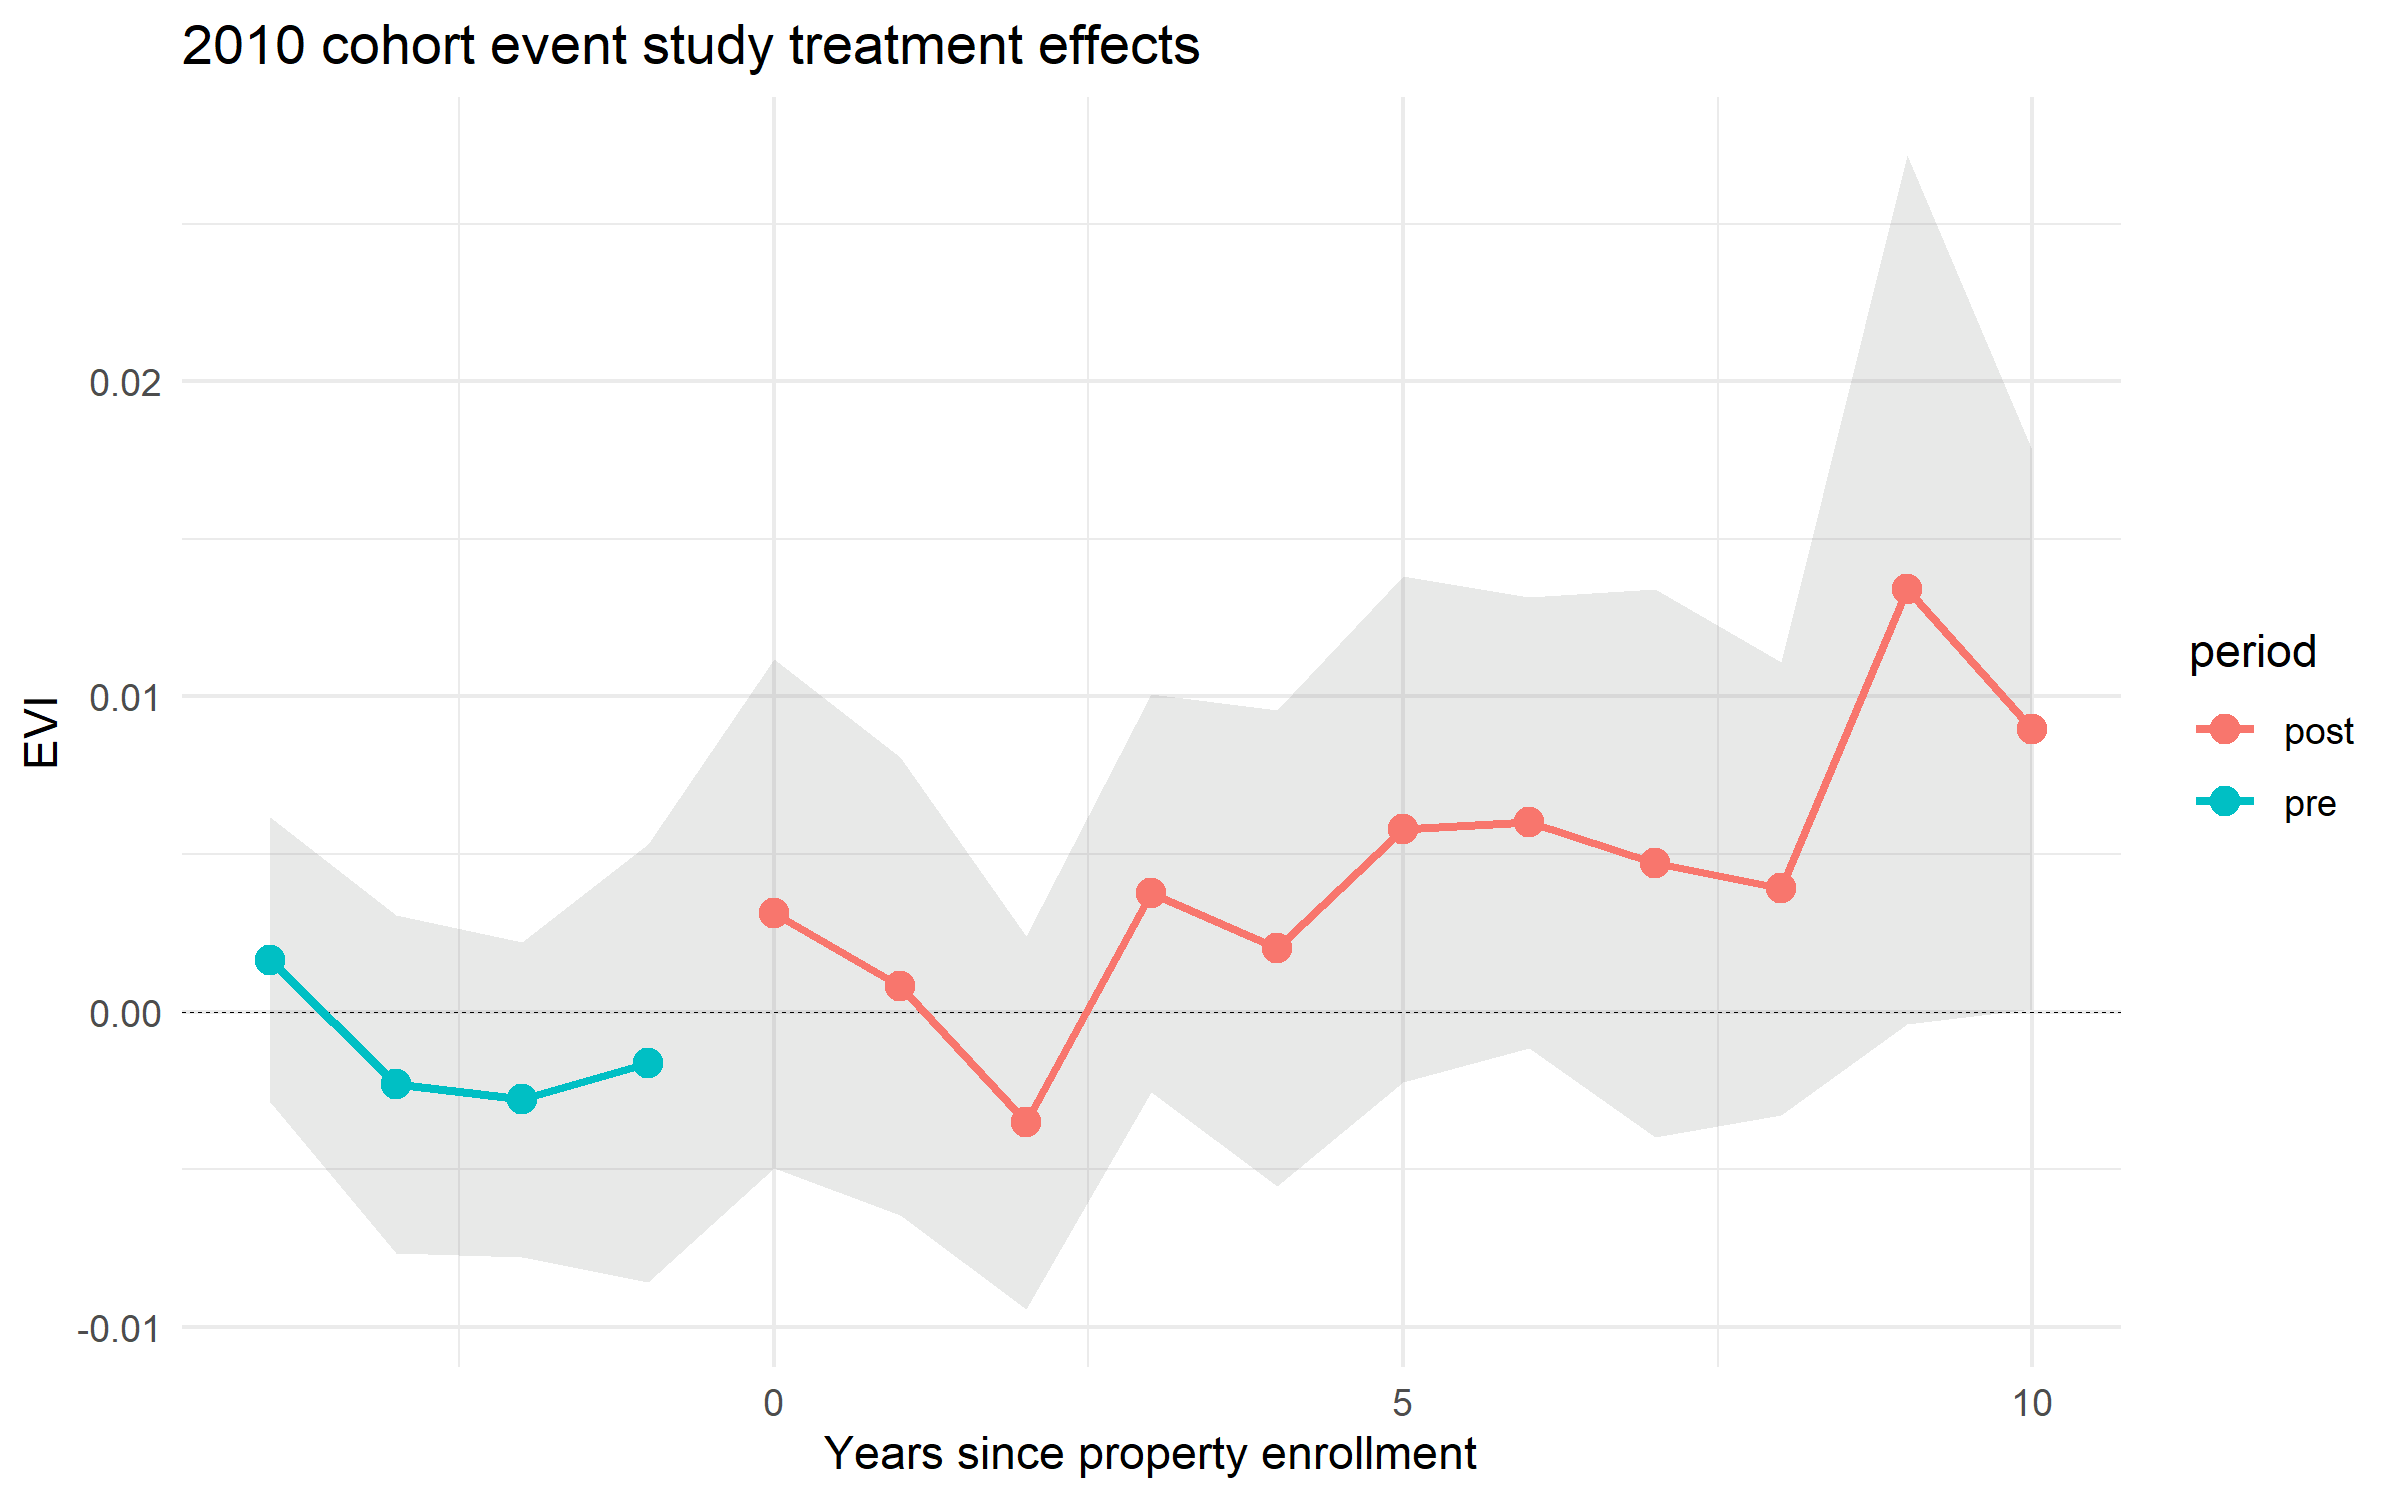 2010 cohort event study treatment effects
EVI
0.02
0.01
0.00
-0.01
0
5
10
Years since property enrollment
period
post
pre